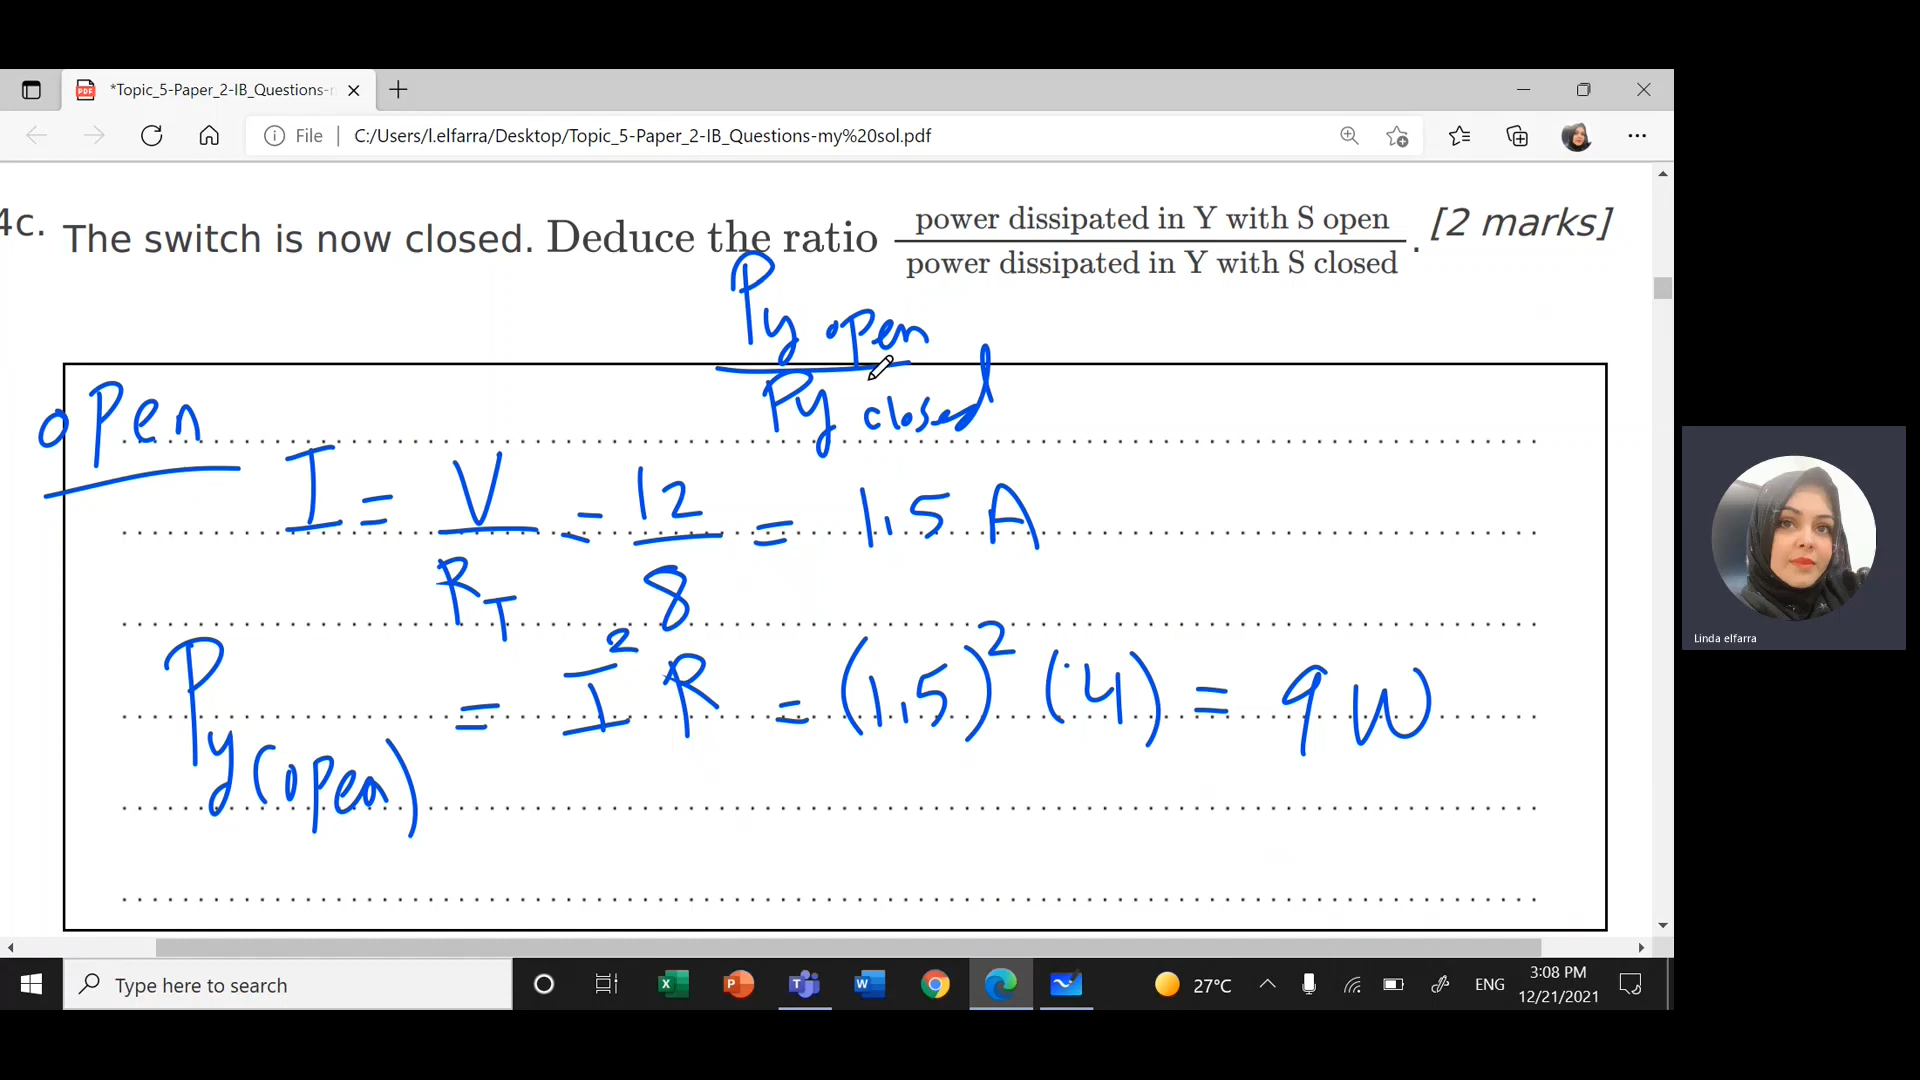 *Topic_5-Paper_2-IB_Questions-m
File
C:/Users/l.elfarra/Desktop/Topic_5-Paper_2-IB_Questions-my%20sol.pdf
4c. The switch is now closed. Deduce the ratio power dissipated in Y with S open / power dissipated in Y with S closed . [2 marks]
Py open
Py closed
open
I = V / RT = 12 / 8 = 1.5 A
Py(open) = I² R = (1.5)² (4) = 9 W
Linda elfarra
Type here to search
27°C
ENG
3:08 PM
12/21/2021